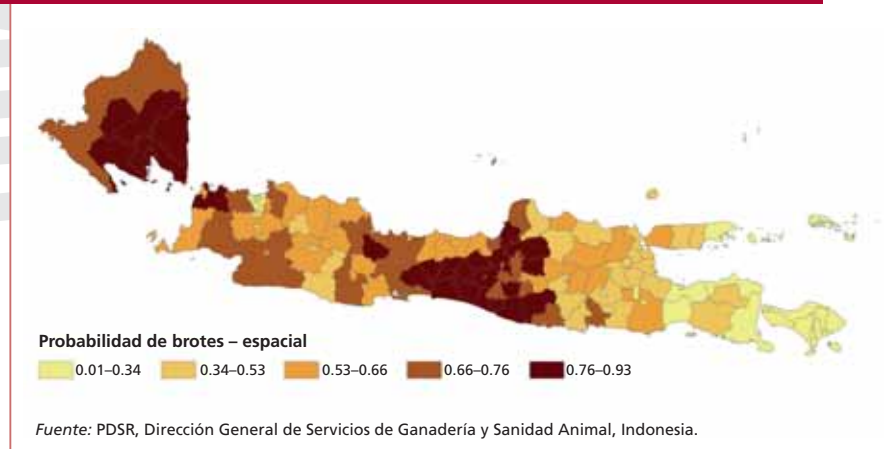 Probabilidad de brotes – espacial
0.01–0.34 0.34–0.53 0.53–0.66 0.66–0.76 0.76–0.93
Fuente: PDSR, Dirección General de Servicios de Ganadería y Sanidad Animal, Indonesia.